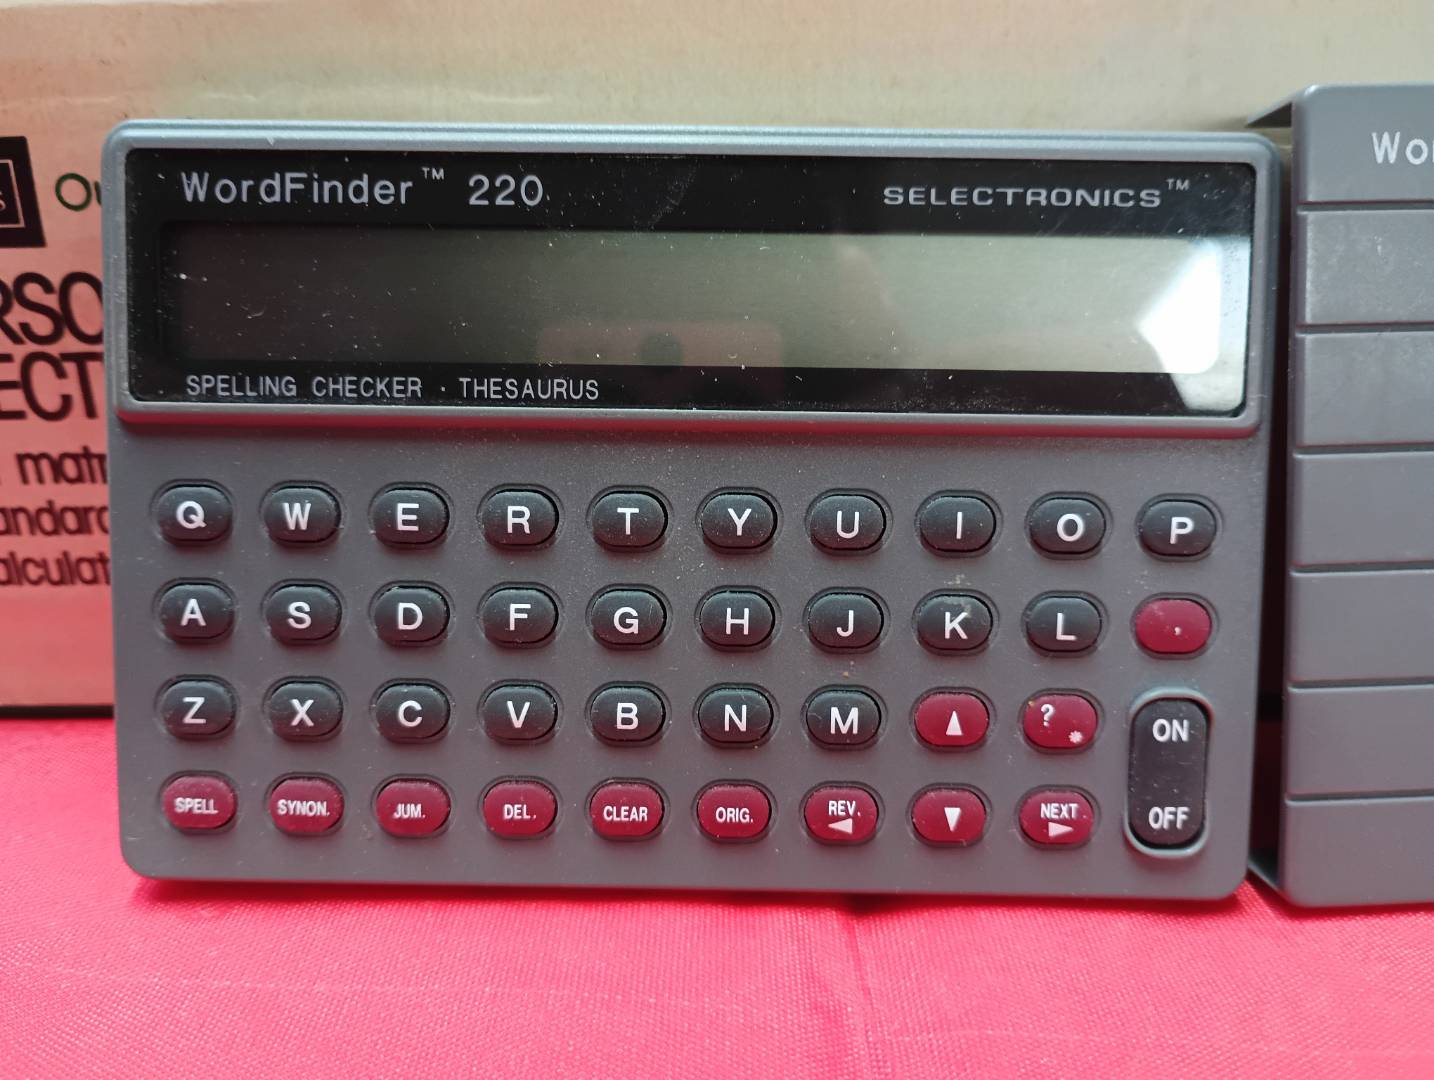 WordFinder™ 220
SELECTRONICS™
SPELLING CHECKER · THESAURUS
Q W E R T Y U I O P
A S D F G H J K L ,
Z X C V B N M ▲ ? * ON
SPELL SYNON. JUM. DEL. CLEAR ORIG. REV. ◀ ▼ NEXT ▶ OFF